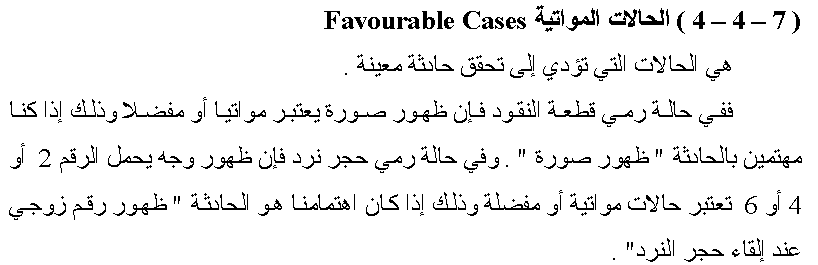 ( 7 – 4 – 4 ) الحالات المواتية Favourable Cases
هي الحالات التي تؤدي إلى تحقق حادثة معينة .
ففي حالة رمي قطعة النقود فإن ظهور صورة يعتبر مواتيا أو مفضلا وذلك إذا كنا
مهتمين بالحادثة " ظهور صورة " . وفي حالة رمي حجر نرد فإن ظهور وجه يحمل الرقم 2 أو
4 أو 6 تعتبر حالات مواتية أو مفضلة وذلك إذا كان اهتمامنا هو الحادثة " ظهور رقم زوجي
عند إلقاء حجر النرد" .